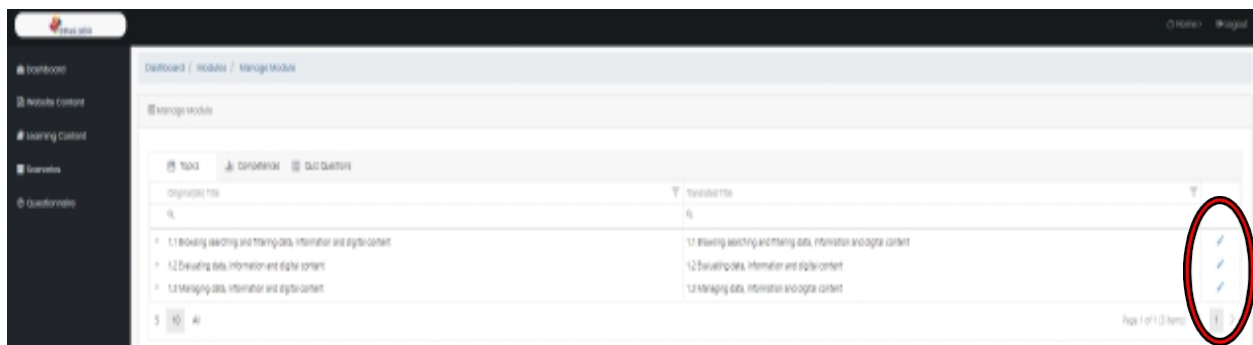 Home
Logout
Dashboard
Website Content
Learning Content
Scenarios
Questionnaire
Dashboard / Modules / Manage Module
Manage Module
Topics Competences Quiz Questions
Title Translated Title
1.1 Browsing searching and filtering data, information and digital content 1.1 Browsing searching and filtering data, information and digital content
1.2 Evaluating data, information and digital content 1.2 Evaluating data, information and digital content
1.3 Managing data, information and digital content 1.3 Managing data, information and digital content
5 10 All Page 1 of 1 (3 items) 1